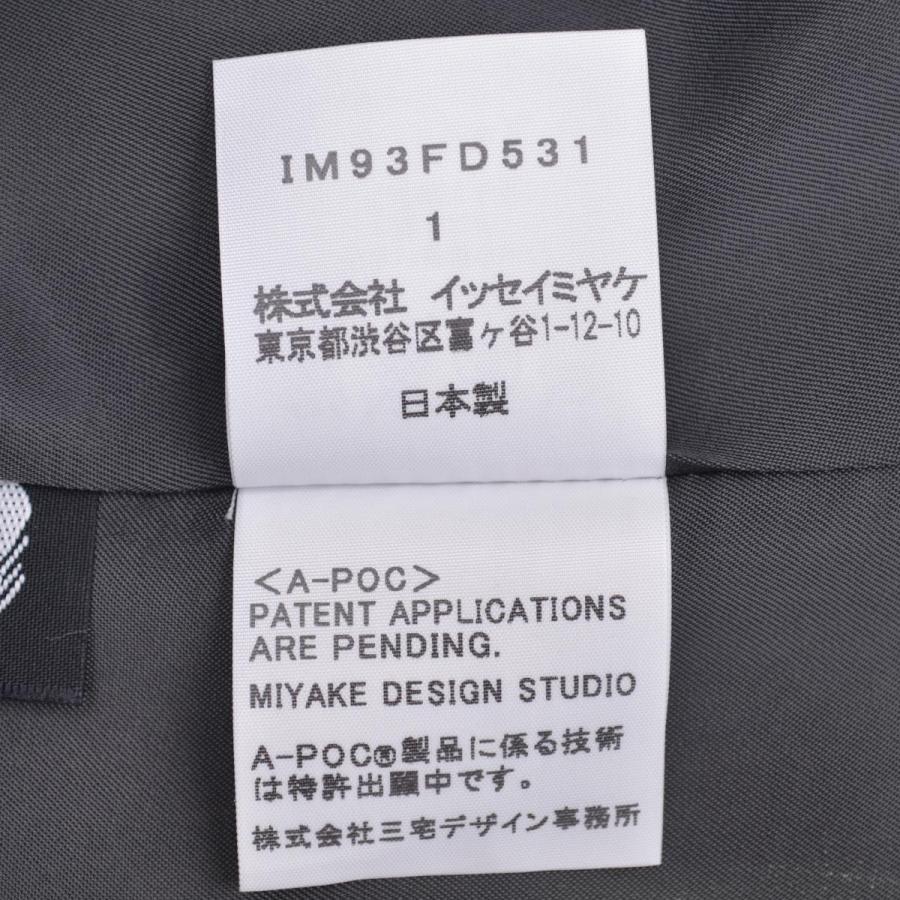 IM93FD531
1
株式会社 イッセイミヤケ
東京都渋谷区富ヶ谷1-12-10
日本製
<A-POC>
PATENT APPLICATIONS
ARE PENDING.
MIYAKE DESIGN STUDIO
A-POC®製品に係る技術
は特許出願中です。
株式会社三宅デザイン事務所